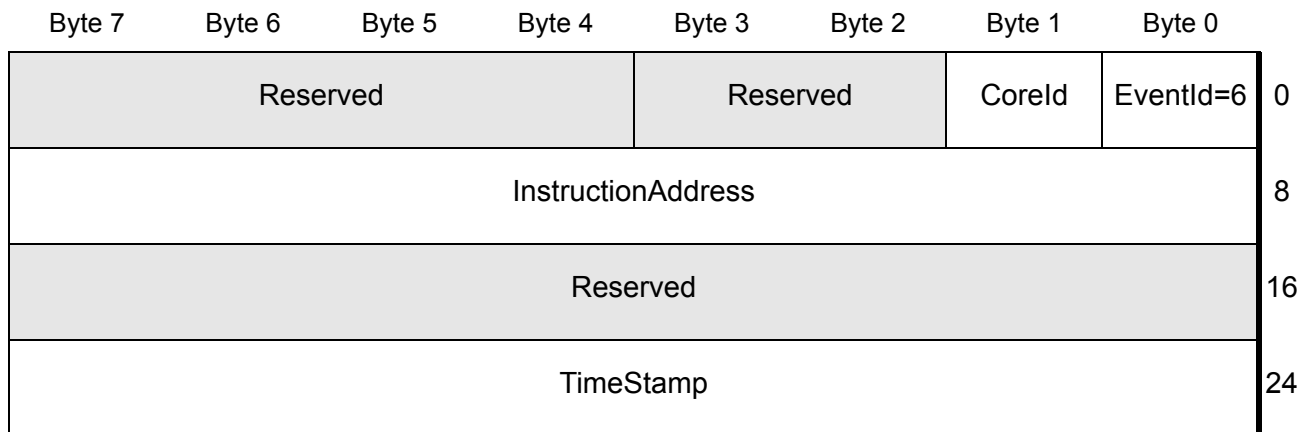 Byte 7 Byte 6 Byte 5 Byte 4 Byte 3 Byte 2 Byte 1 Byte 0
Reserved Reserved CoreId EventId=6 0
InstructionAddress 8
Reserved 16
TimeStamp 24